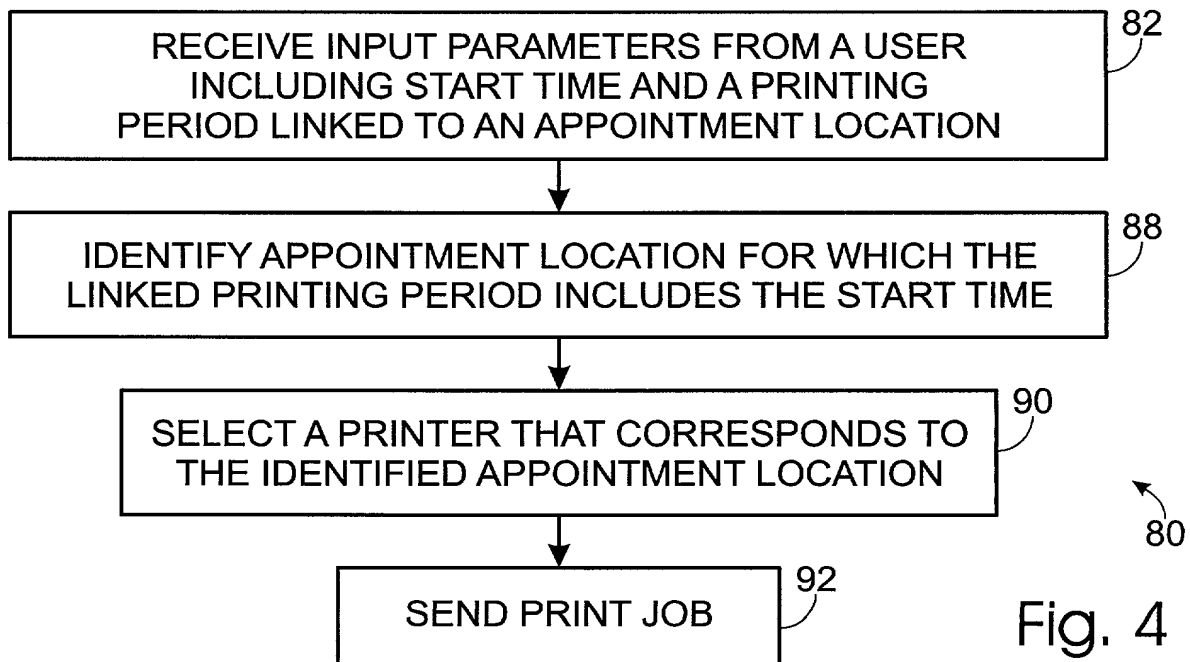 RECEIVE INPUT PARAMETERS FROM A USER
INCLUDING START TIME AND A PRINTING
PERIOD LINKED TO AN APPOINTMENT LOCATION
82
IDENTIFY APPOINTMENT LOCATION FOR WHICH THE
LINKED PRINTING PERIOD INCLUDES THE START TIME
88
SELECT A PRINTER THAT CORRESPONDS TO
THE IDENTIFIED APPOINTMENT LOCATION
90
80
SEND PRINT JOB
92
Fig. 4